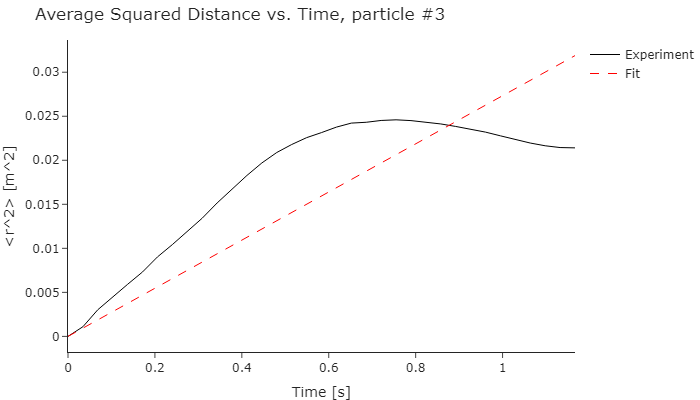 Average Squared Distance vs. Time, particle #3
Experiment
Fit
<r^2> [m^2]
0.03
0.025
0.02
0.015
0.01
0.005
0
0 0.2 0.4 0.6 0.8 1
Time [s]